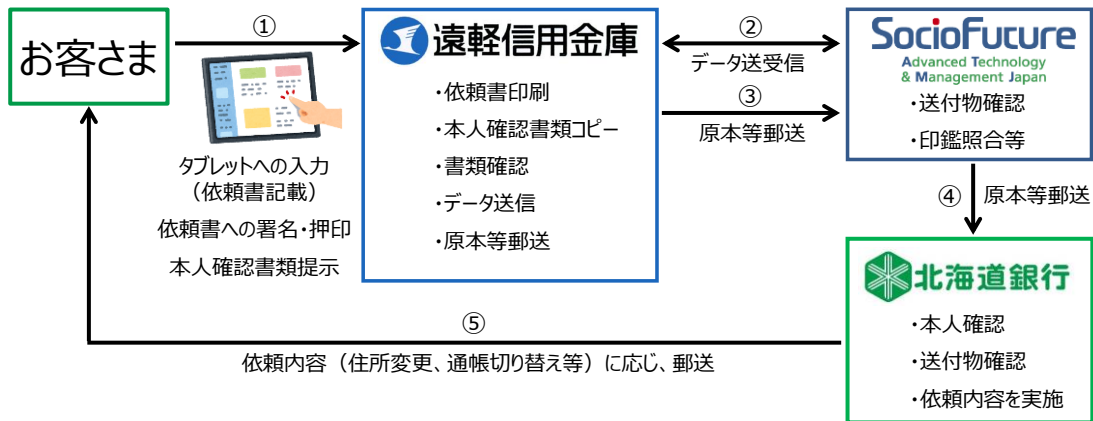 お客さま
①
タブレットへの入力
（依頼書記載）
依頼書への署名・押印
本人確認書類提示
遠軽信用金庫
・依頼書印刷
・本人確認書類コピー
・書類確認
・データ送信
・原本等郵送
②
データ送受信
③
原本等郵送
SocioFuture
Advanced Technology
& Management Japan
・送付物確認
・印鑑照合等
④ 原本等郵送
北海道銀行
・本人確認
・送付物確認
・依頼内容を実施
⑤
依頼内容（住所変更、通帳切り替え等）に応じ、郵送